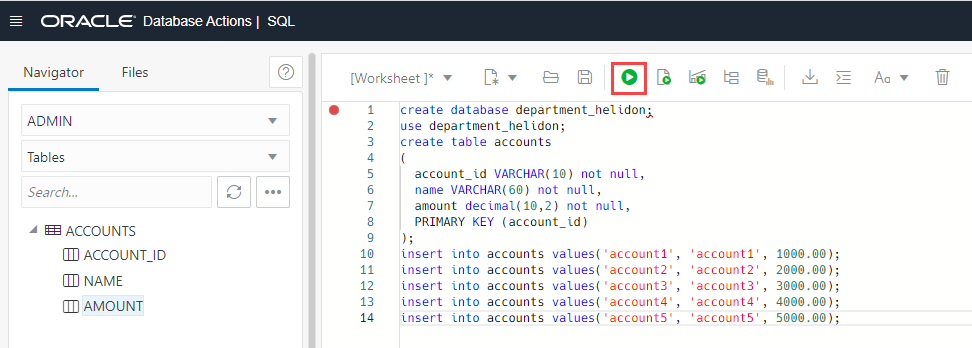 ORACLE Database Actions | SQL
Navigator
Files
ADMIN
Tables
Search...
ACCOUNTS
ACCOUNT_ID
NAME
AMOUNT
[Worksheet ]*
Aa
1 create database department_helidon;
2 use department_helidon;
3 create table accounts
4 (
5 account_id VARCHAR(10) not null,
6 name VARCHAR(60) not null,
7 amount decimal(10,2) not null,
8 PRIMARY KEY (account_id)
9 );
10 insert into accounts values('account1', 'account1', 1000.00);
11 insert into accounts values('account2', 'account2', 2000.00);
12 insert into accounts values('account3', 'account3', 3000.00);
13 insert into accounts values('account4', 'account4', 4000.00);
14 insert into accounts values('account5', 'account5', 5000.00);